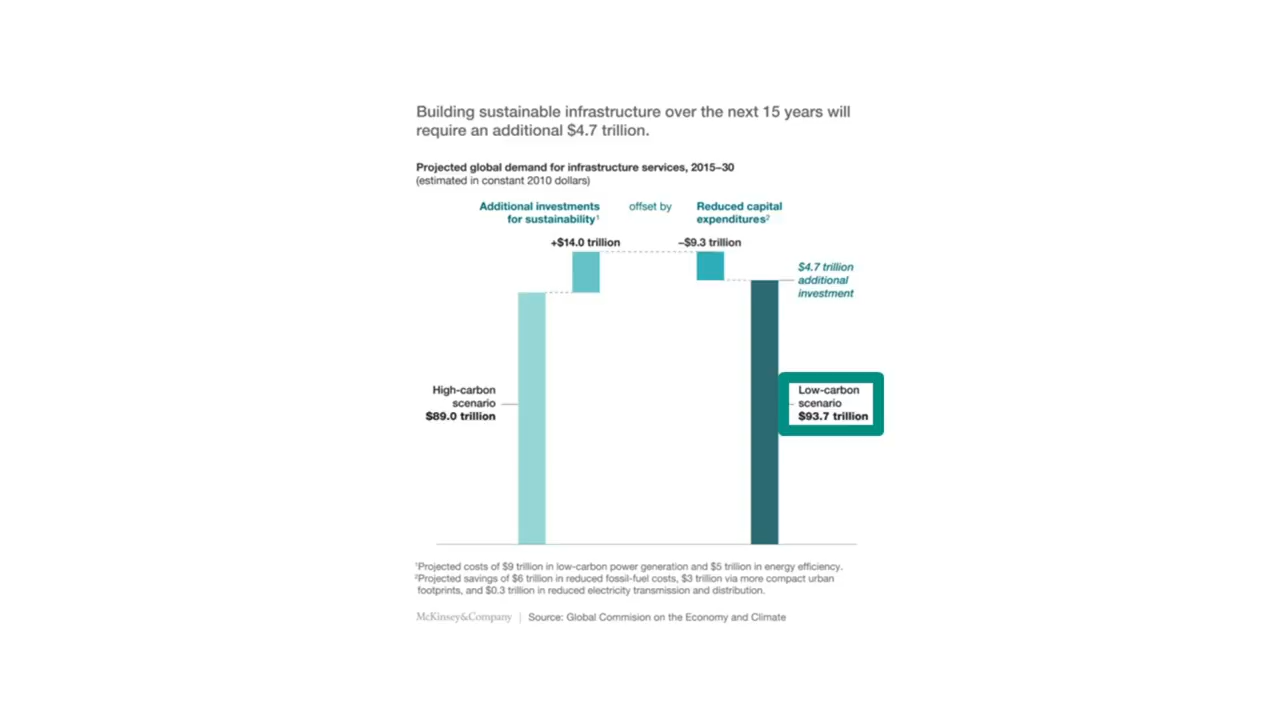 Building sustainable infrastructure over the next 15 years will
require an additional $4.7 trillion.
Projected global demand for infrastructure services, 2015–30
(estimated in constant 2010 dollars)
Additional investments
for sustainability¹
offset by
Reduced capital
expenditures²
+$14.0 trillion
–$9.3 trillion
$4.7 trillion
additional
investment
High-carbon
scenario
$89.0 trillion
Low-carbon
scenario
$93.7 trillion
¹Projected costs of $9 trillion in low-carbon power generation and $5 trillion in energy efficiency.
²Projected savings of $6 trillion in reduced fossil-fuel costs, $3 trillion via more compact urban
footprints, and $0.3 trillion in reduced electricity transmission and distribution.
McKinsey&Company | Source: Global Commision on the Economy and Climate